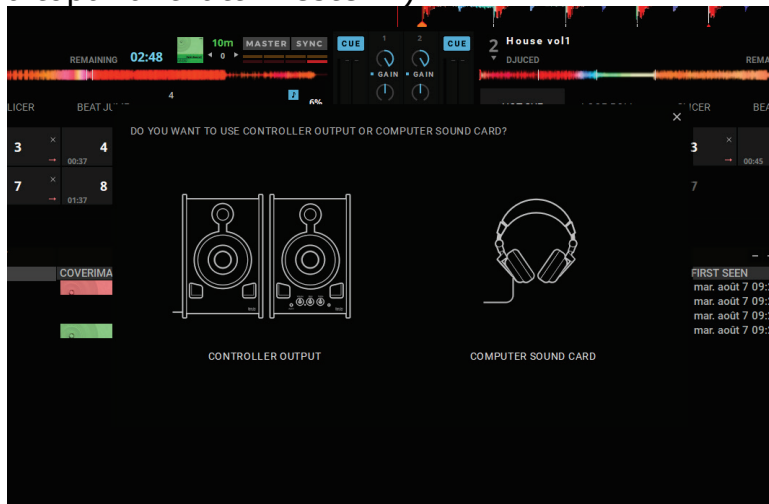 10m
MASTER SYNC
CUE
1
2
CUE
2
House vol1
REMAINING
02:48
0
DJUCED
GAIN
GAIN
4
6%
LICER
BEAT JU
DO YOU WANT TO USE CONTROLLER OUTPUT OR COMPUTER SOUND CARD?
3
4
00:37
3
00:45
7
8
01:37
7
COVERIMA
FIRST SEEN
mar. août 7 09:
mar. août 7 09:
mar. août 7 09:
mar. août 7 09:
CONTROLLER OUTPUT
COMPUTER SOUND CARD